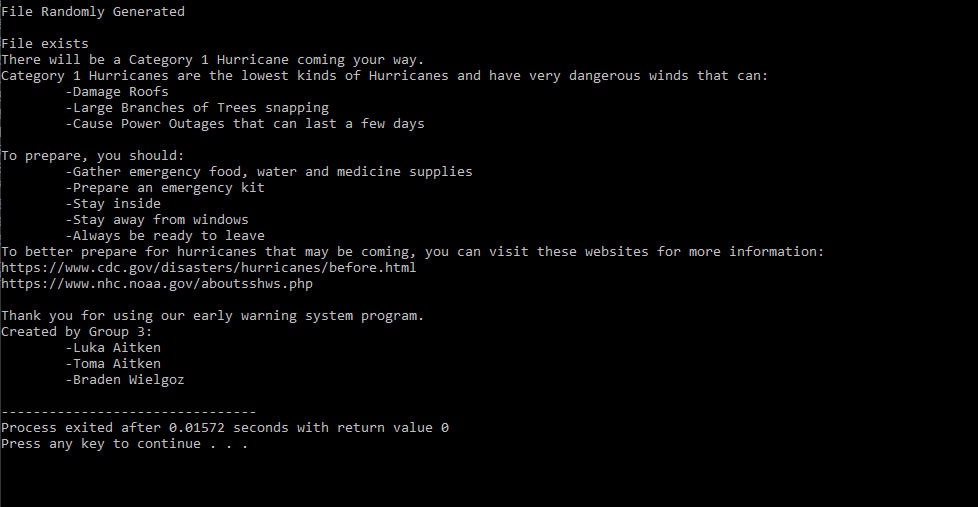 File Randomly Generated
File exists
There will be a Category 1 Hurricane coming your way.
Category 1 Hurricanes are the lowest kinds of Hurricanes and have very dangerous winds that can:
-Damage Roofs
-Large Branches of Trees snapping
-Cause Power Outages that can last a few days
To prepare, you should:
-Gather emergency food, water and medicine supplies
-Prepare an emergency kit
-Stay inside
-Stay away from windows
-Always be ready to leave
To better prepare for hurricanes that may be coming, you can visit these websites for more information:
https://www.cdc.gov/disasters/hurricanes/before.html
https://www.nhc.noaa.gov/aboutsshws.php
Thank you for using our early warning system program.
Created by Group 3:
-Luka Aitken
-Toma Aitken
-Braden Wielgoz
--------------------------------
Process exited after 0.01572 seconds with return value 0
Press any key to continue . . .